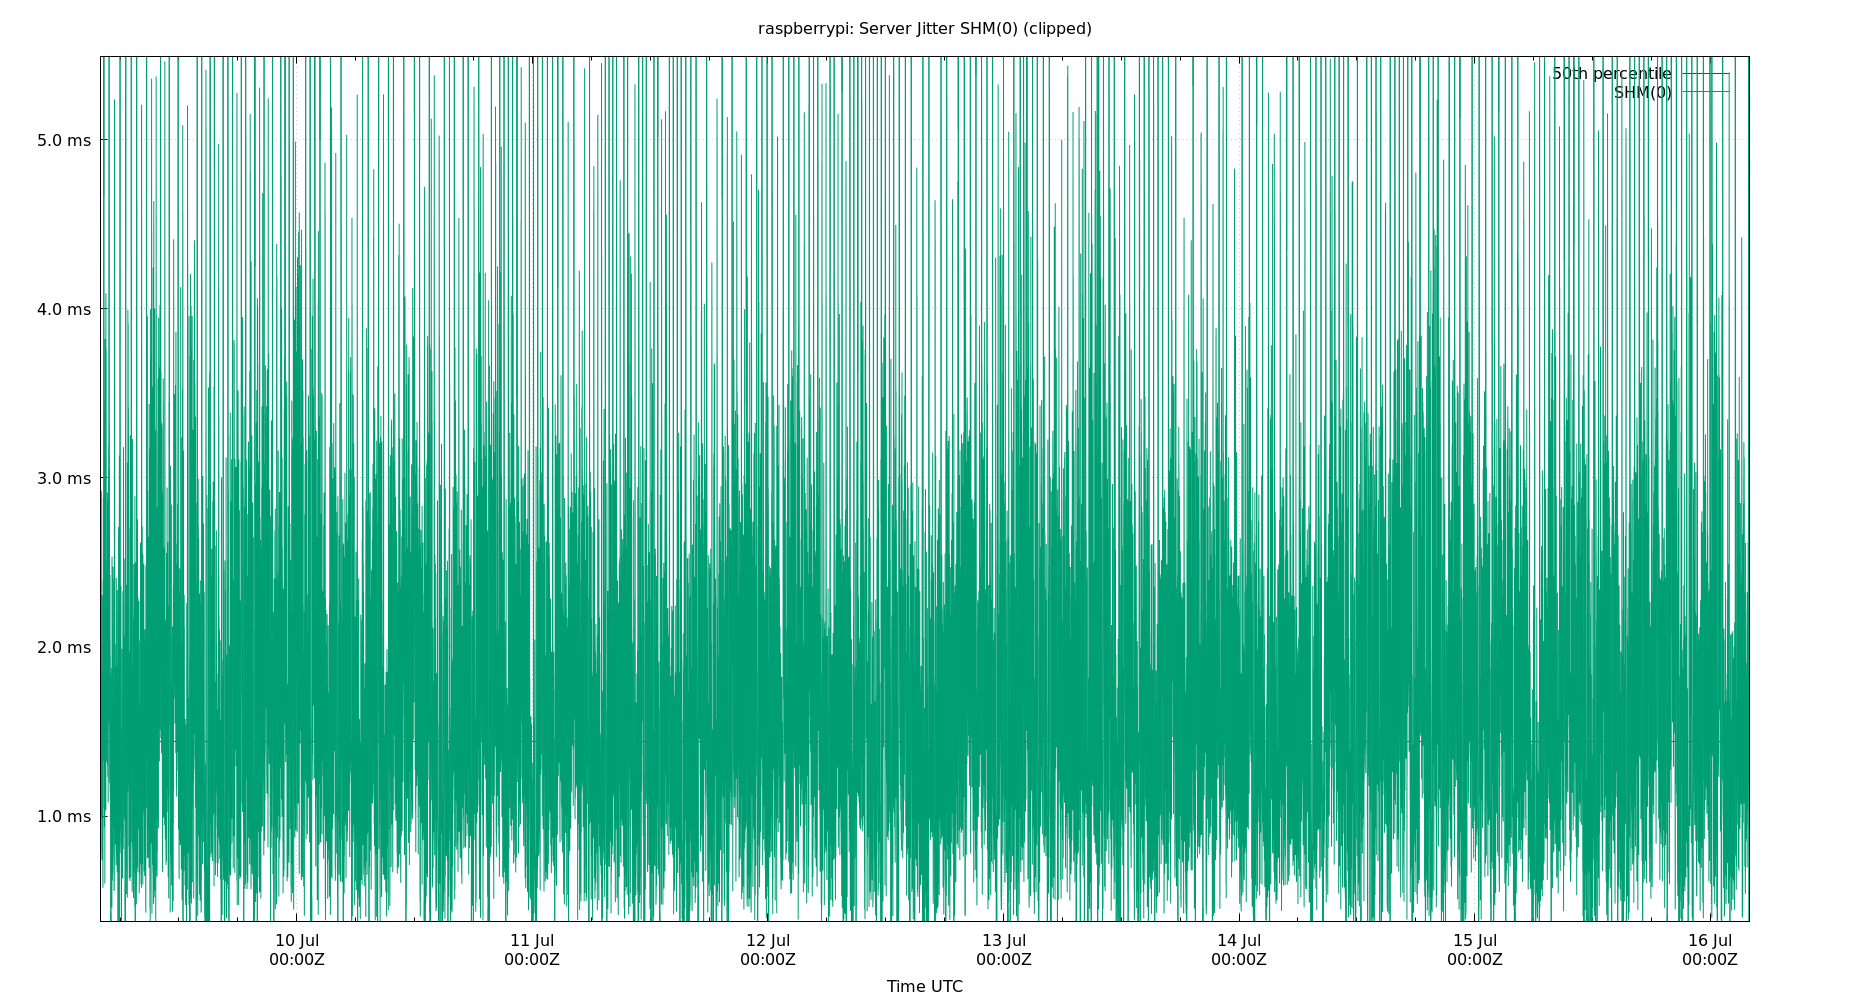 raspberrypi: Server Jitter SHM(0) (clipped)
50th percentile
SHM(0)
5.0 ms
4.0 ms
3.0 ms
2.0 ms
1.0 ms
10 Jul 11 Jul 12 Jul 13 Jul 14 Jul 15 Jul 16 Jul
00:00Z 00:00Z 00:00Z 00:00Z 00:00Z 00:00Z 00:00Z
Time UTC